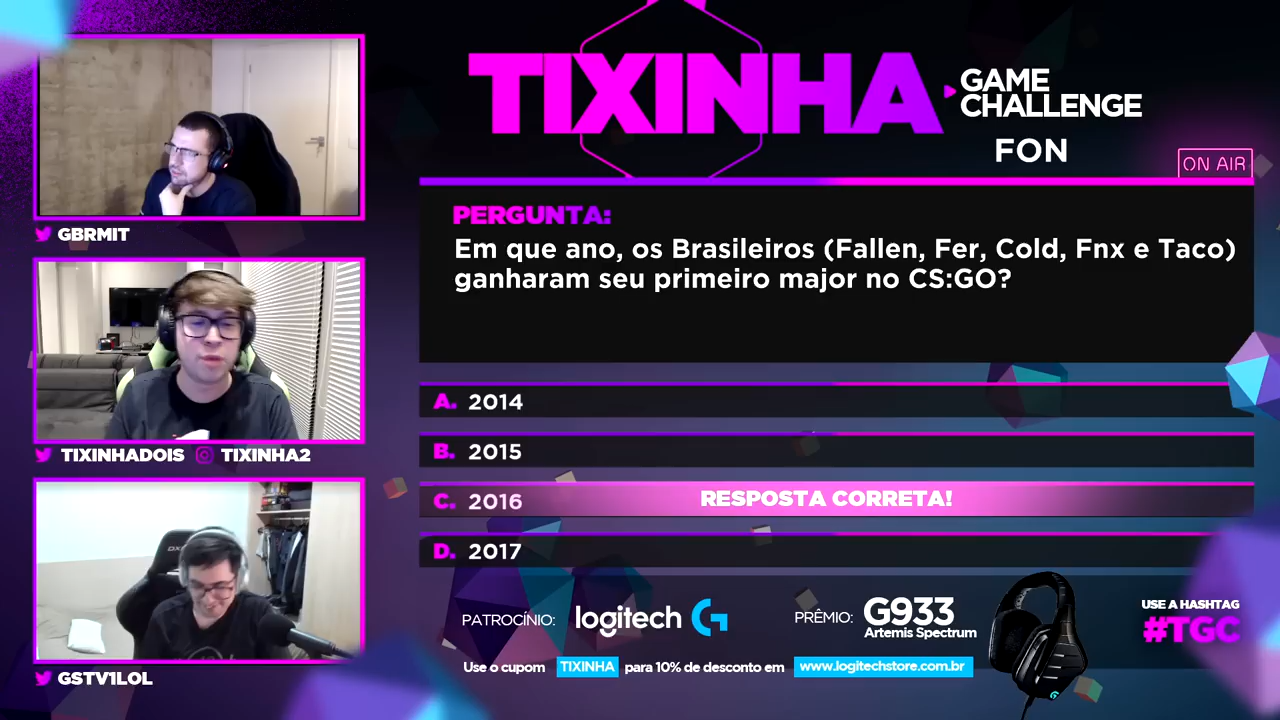 TIXINHA
GAME
CHALLENGE
FON
ON AIR
GBRMIT
PERGUNTA:
Em que ano, os Brasileiros (Fallen, Fer, Cold, Fnx e Taco)
ganharam seu primeiro major no CS:GO?
A. 2014
B. 2015
C. 2016 RESPOSTA CORRETA!
D. 2017
TIXINHADOIS TIXINHA2
GSTV1LOL
PATROCÍNIO: logitech G
PRÊMIO: G933
Artemis Spectrum
USE A HASHTAG
#TGC
Use o cupom TIXINHA para 10% de desconto em www.logitechstore.com.br